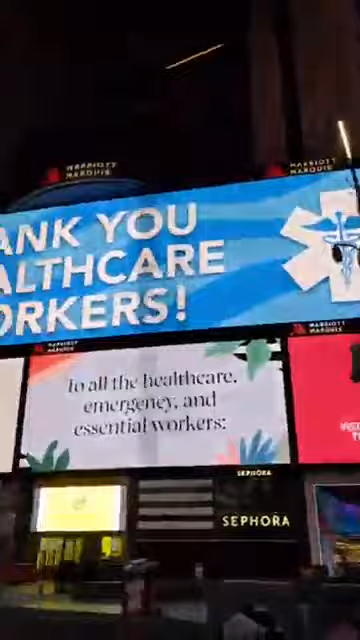 MARRIOTT
MARQUIS
MARRIOTT
MARQUIS
ANK YOU
ALTHCARE
ORKERS!
MARRIOTT
MARQUIS
MARRIOTT
MARQUIS
To all the healthcare,
emergency, and
essential workers:
SEPHORA
SEPHORA